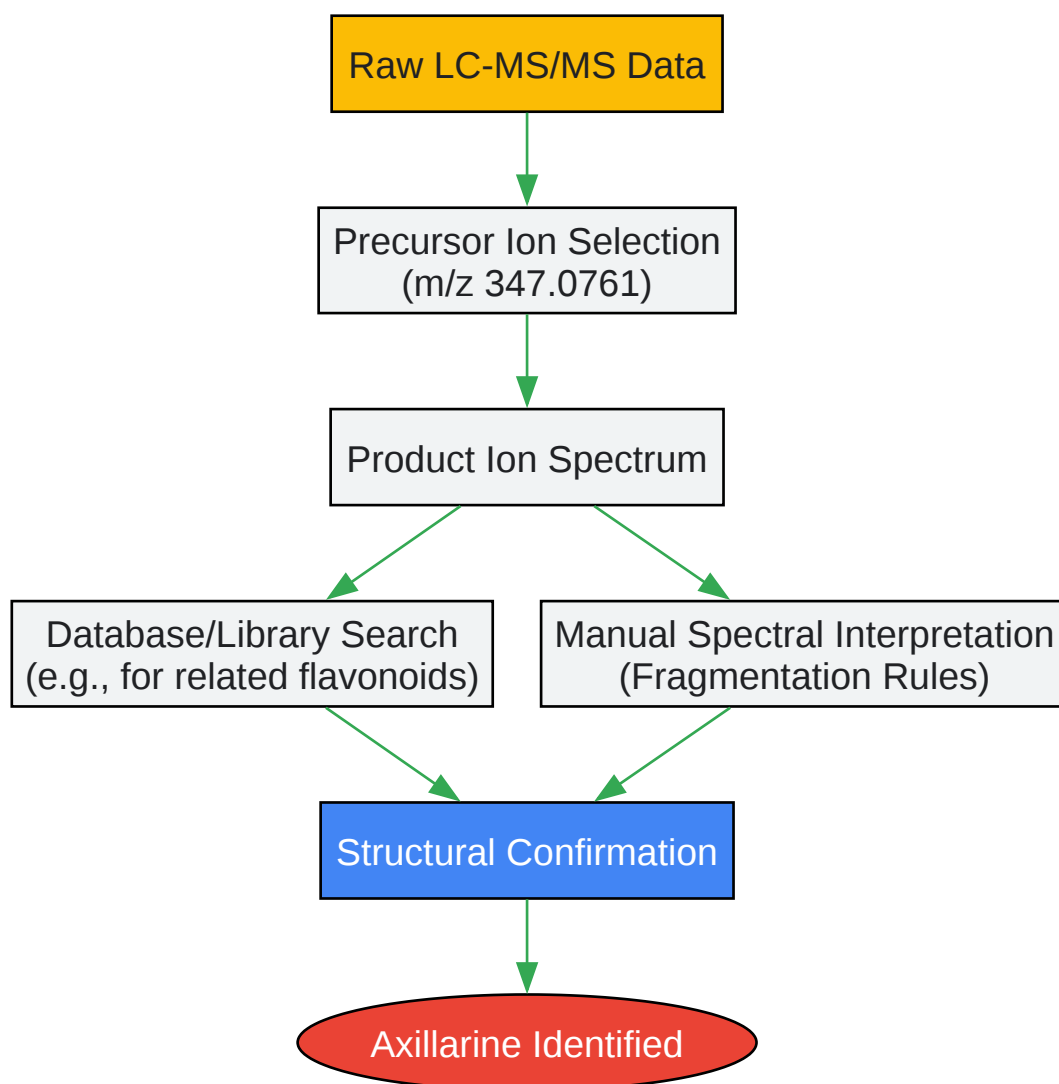 Raw LC-MS/MS Data
Precursor Ion Selection
(m/z 347.0761)
Product Ion Spectrum
Database/Library Search
(e.g., for related flavonoids)
Manual Spectral Interpretation
(Fragmentation Rules)
Structural Confirmation
Axillarine Identified